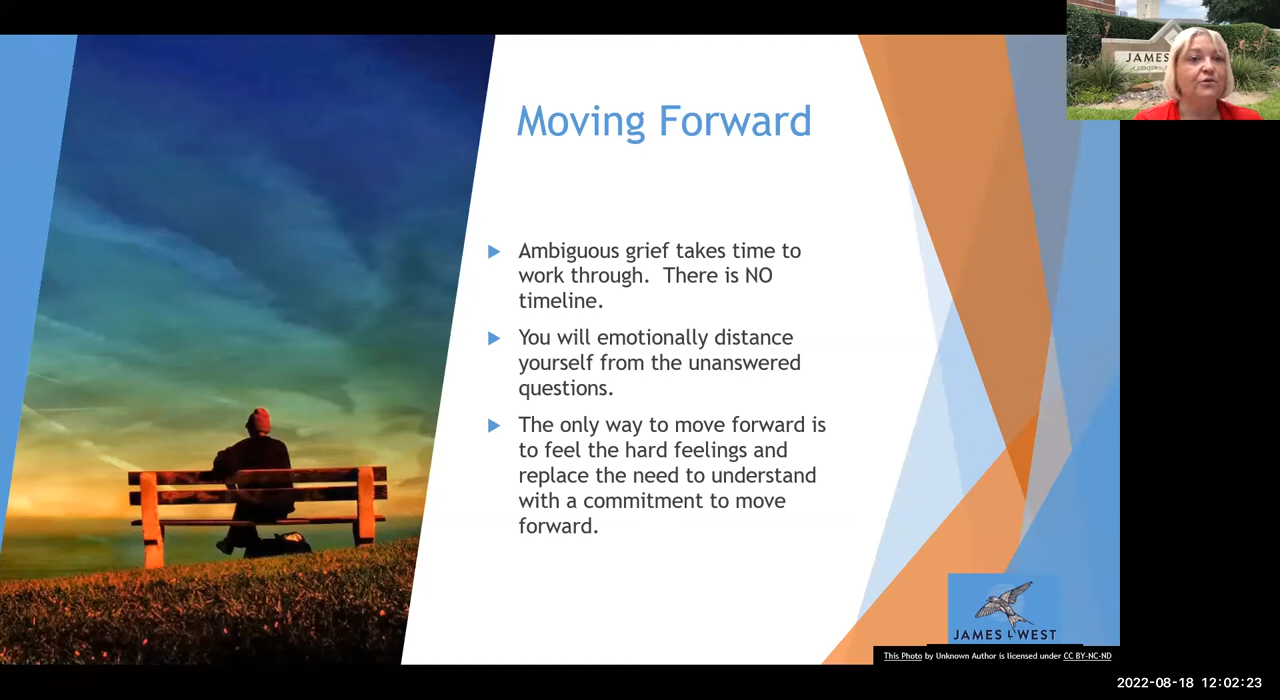 JAMES
Moving Forward
Ambiguous grief takes time to
work through.  There is NO
timeline.
You will emotionally distance
yourself from the unanswered
questions.
The only way to move forward is
to feel the hard feelings and
replace the need to understand
with a commitment to move
forward.
JAMES L WEST
This Photo by Unknown Author is licensed under CC BY-NC-ND
2022-08-18 12:02:23